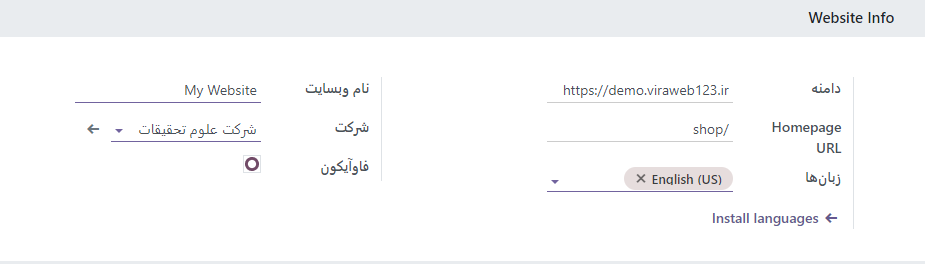 Website Info
دامنه
https://demo.viraweb123.ir
Homepage URL
shop/
زبان‌ها
English (US)
Install languages
نام وبسایت
My Website
شرکت
شرکت علوم تحقیقات
فاوآیکون